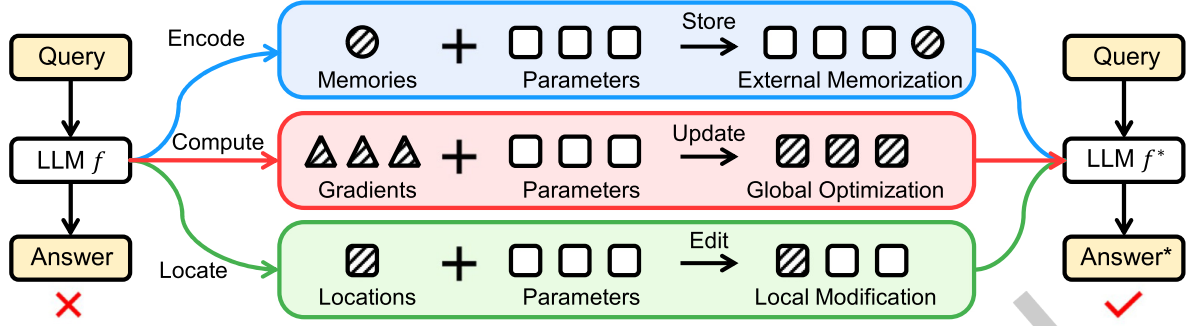 Query
LLM f
Answer
Encode
Memories
Parameters
Store
External Memorization
Compute
Gradients
Parameters
Update
Global Optimization
Locate
Locations
Parameters
Edit
Local Modification
Query
LLM f*
Answer*